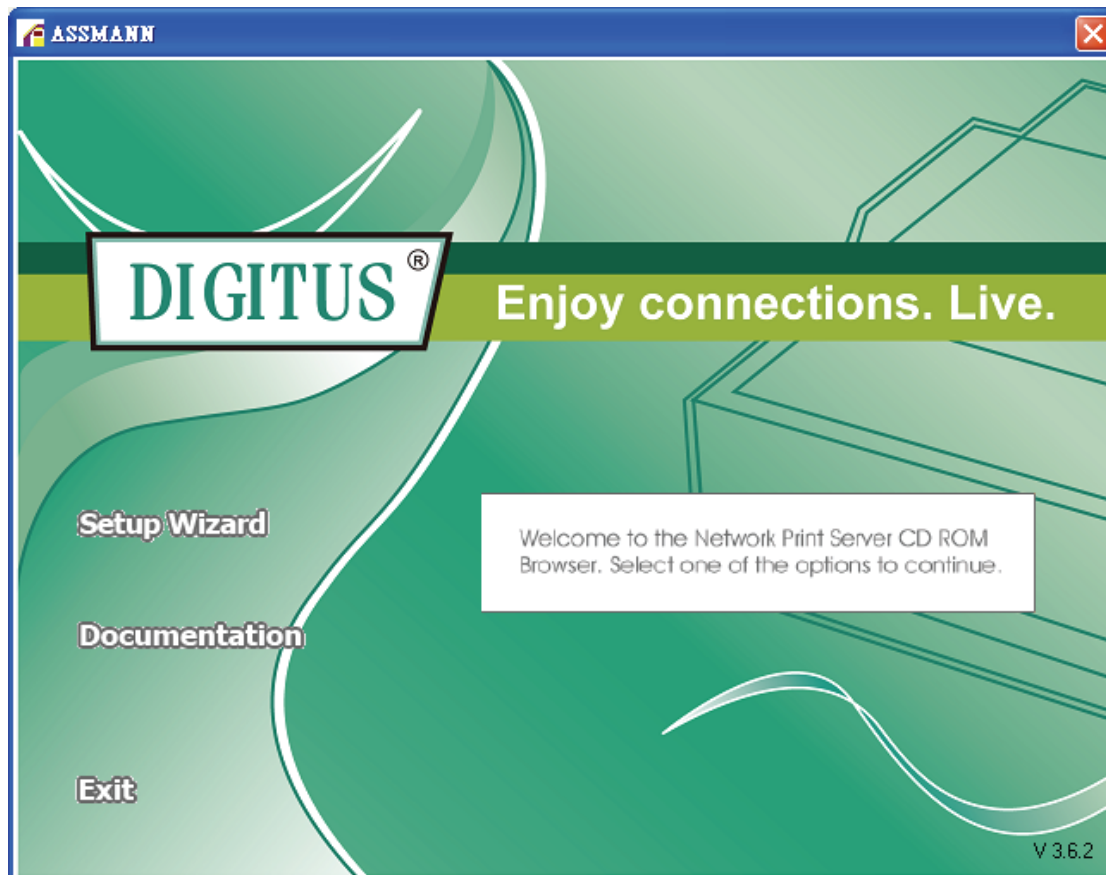 ASSMANN
DIGITUS®
Enjoy connections. Live.
Setup Wizard
Welcome to the Network Print Server CD ROM
Browser. Select one of the options to continue.
Documentation
Exit
V 3.6.2